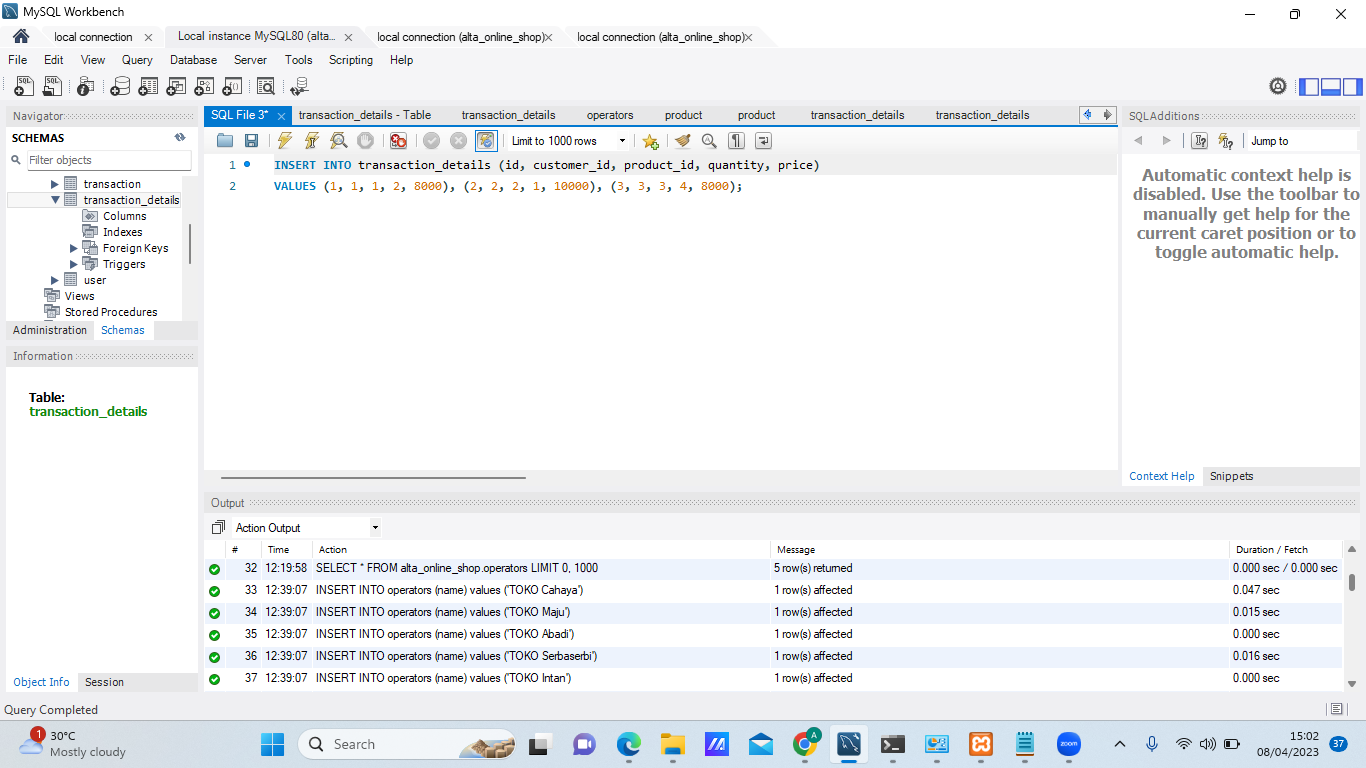 MySQL Workbench
local connection
Local instance MySQL80 (alta...
local connection (alta_online_shop)
local connection (alta_online_shop)
File Edit View Query Database Server Tools Scripting Help
Navigator
SCHEMAS
Filter objects
transaction
transaction_details
Columns
Indexes
Foreign Keys
Triggers
user
Views
Stored Procedures
Administration Schemas
Information
Table:
transaction_details
Object Info Session
SQL File 3* transaction_details - Table transaction_details operators product product transaction_details transaction_details
Limit to 1000 rows
1 INSERT INTO transaction_details (id, customer_id, product_id, quantity, price)
2 VALUES (1, 1, 1, 2, 8000), (2, 2, 2, 1, 10000), (3, 3, 3, 4, 8000);
SQLAdditions
Jump to
Automatic context help is
disabled. Use the toolbar to
manually get help for the
current caret position or to
toggle automatic help.
Context Help Snippets
Output
Action Output
# Time Action Message Duration / Fetch
32 12:19:58 SELECT * FROM alta_online_shop.operators LIMIT 0, 1000 5 row(s) returned 0.000 sec / 0.000 sec
33 12:39:07 INSERT INTO operators (name) values ('TOKO Cahaya') 1 row(s) affected 0.047 sec
34 12:39:07 INSERT INTO operators (name) values ('TOKO Maju') 1 row(s) affected 0.015 sec
35 12:39:07 INSERT INTO operators (name) values ('TOKO Abadi') 1 row(s) affected 0.000 sec
36 12:39:07 INSERT INTO operators (name) values ('TOKO Serbaserbi') 1 row(s) affected 0.016 sec
37 12:39:07 INSERT INTO operators (name) values ('TOKO Intan') 1 row(s) affected 0.000 sec
Query Completed
1
30°C
Mostly cloudy
Search
A
zoom
15:02
08/04/2023
37